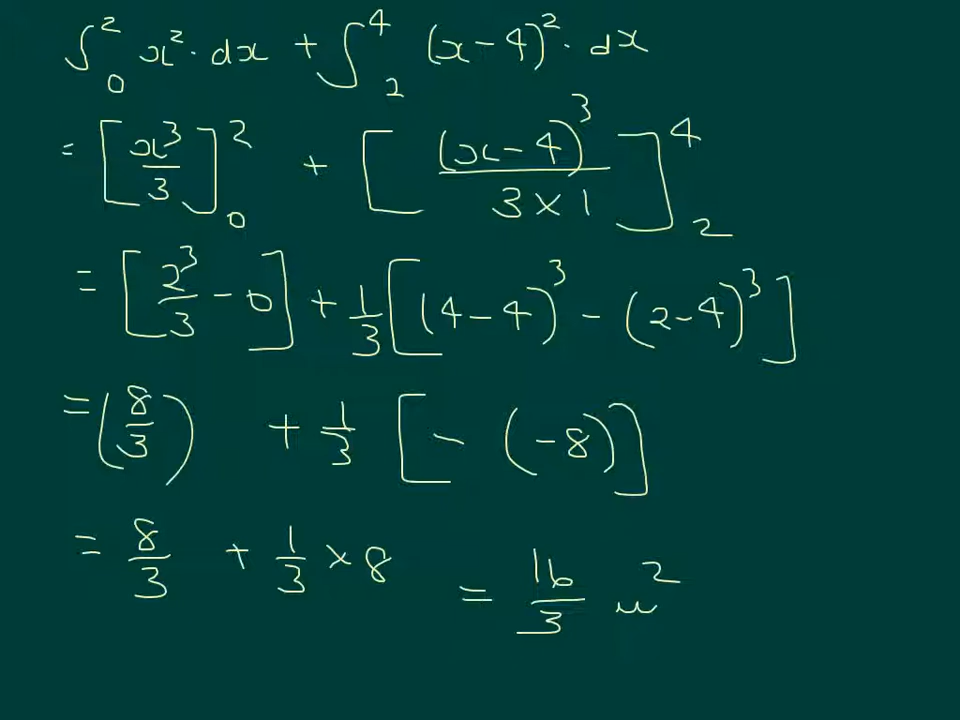 ∫₀² x² · dx + ∫₂⁴ (x − 4)² · dx
= [x³/3]₀² + [(x − 4)³/(3 × 1)]₂⁴
= [2³/3 − 0] + 1/3 [(4 − 4)³ − (2 − 4)³]
= (8/3) + 1/3 [− (−8)]
= 8/3 + 1/3 × 8 = 16/3 u²